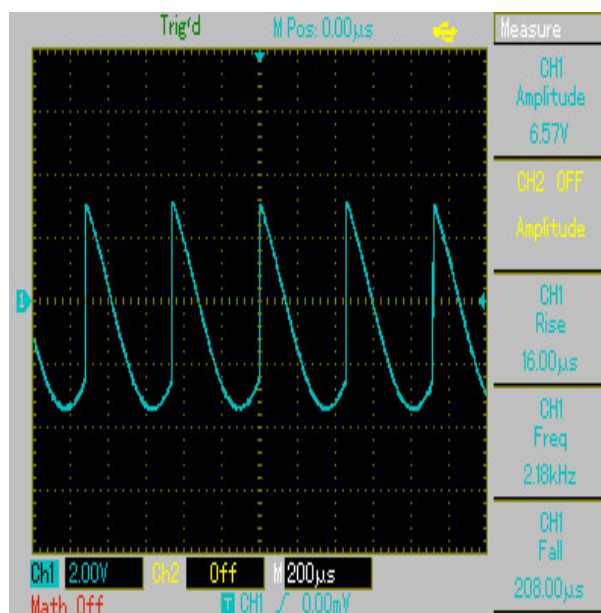 Trig'd M Pos: 0.00µs Measure
CH1
Amplitude
6.57V
CH2 OFF
Amplitude
1
CH1
Rise
16.00µs
CH1
Freq
2.18kHz
CH1
Fall
208.00µs
Ch1 2.00V Ch2 Off M 200µs
Math Off T CH1 / 0.00mV